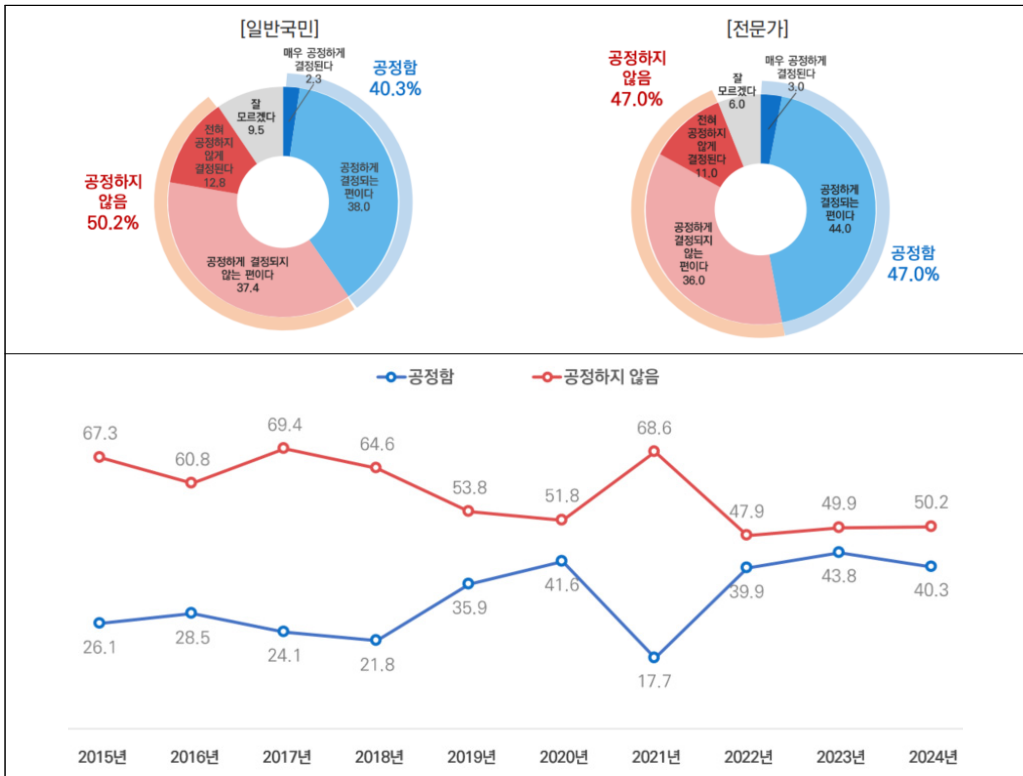 [일반국민]
매우 공정하게
결정된다
2.3
공정함
40.3%
잘
모르겠다
9.5
전혀
공정하지
않게
결정된다
12.8
공정하게
결정되는
편이다
38.0
공정하지
않음
50.2%
공정하게 결정되지
않는 편이다
37.4
[전문가]
공정하지
않음
47.0%
매우 공정하게
결정된다
3.0
잘
모르겠다
6.0
전혀
공정하지
않게
결정된다
11.0
공정하게
결정되는
편이다
44.0
공정하게
결정되지
않는
편이다
36.0
공정함
47.0%
공정함 공정하지 않음
67.3 60.8 69.4 64.6 53.8 51.8 68.6 47.9 49.9 50.2
26.1 28.5 24.1 21.8 35.9 41.6 17.7 39.9 43.8 40.3
2015년 2016년 2017년 2018년 2019년 2020년 2021년 2022년 2023년 2024년